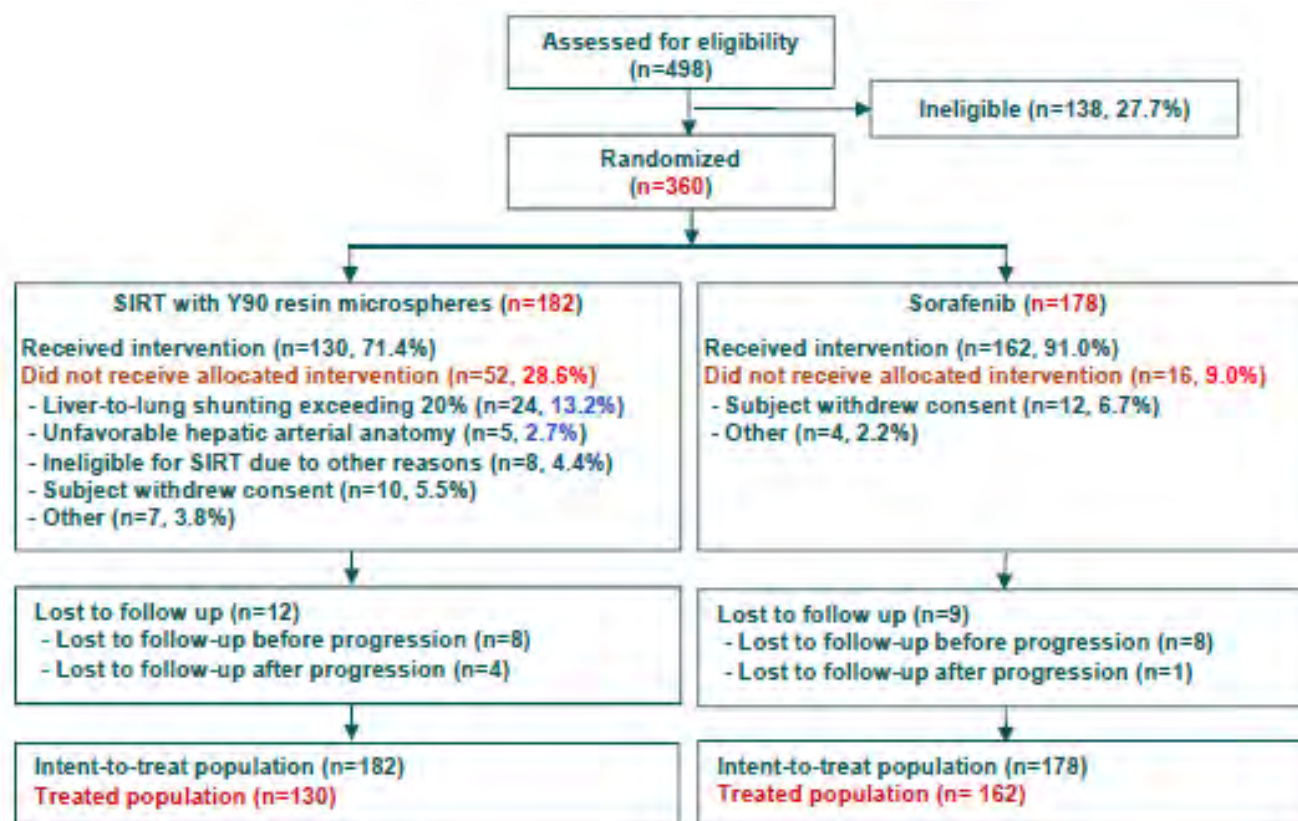 Assessed for eligibility
(n=498)
Ineligible (n=138, 27.7%)
Randomized
(n=360)
SIRT with Y90 resin microspheres (n=182)
Received intervention (n=130, 71.4%)
Did not receive allocated intervention (n=52, 28.6%)
- Liver-to-lung shunting exceeding 20% (n=24, 13.2%)
- Unfavorable hepatic arterial anatomy (n=5, 2.7%)
- Ineligible for SIRT due to other reasons (n=8, 4.4%)
- Subject withdrew consent (n=10, 5.5%)
- Other (n=7, 3.8%)
Sorafenib (n=178)
Received intervention (n=162, 91.0%)
Did not receive allocated intervention (n=16, 9.0%)
- Subject withdrew consent (n=12, 6.7%)
- Other (n=4, 2.2%)
Lost to follow up (n=12)
- Lost to follow-up before progression (n=8)
- Lost to follow-up after progression (n=4)
Lost to follow up (n=9)
- Lost to follow-up before progression (n=8)
- Lost to follow-up after progression (n=1)
Intent-to-treat population (n=182)
Treated population (n=130)
Intent-to-treat population (n=178)
Treated population (n= 162)